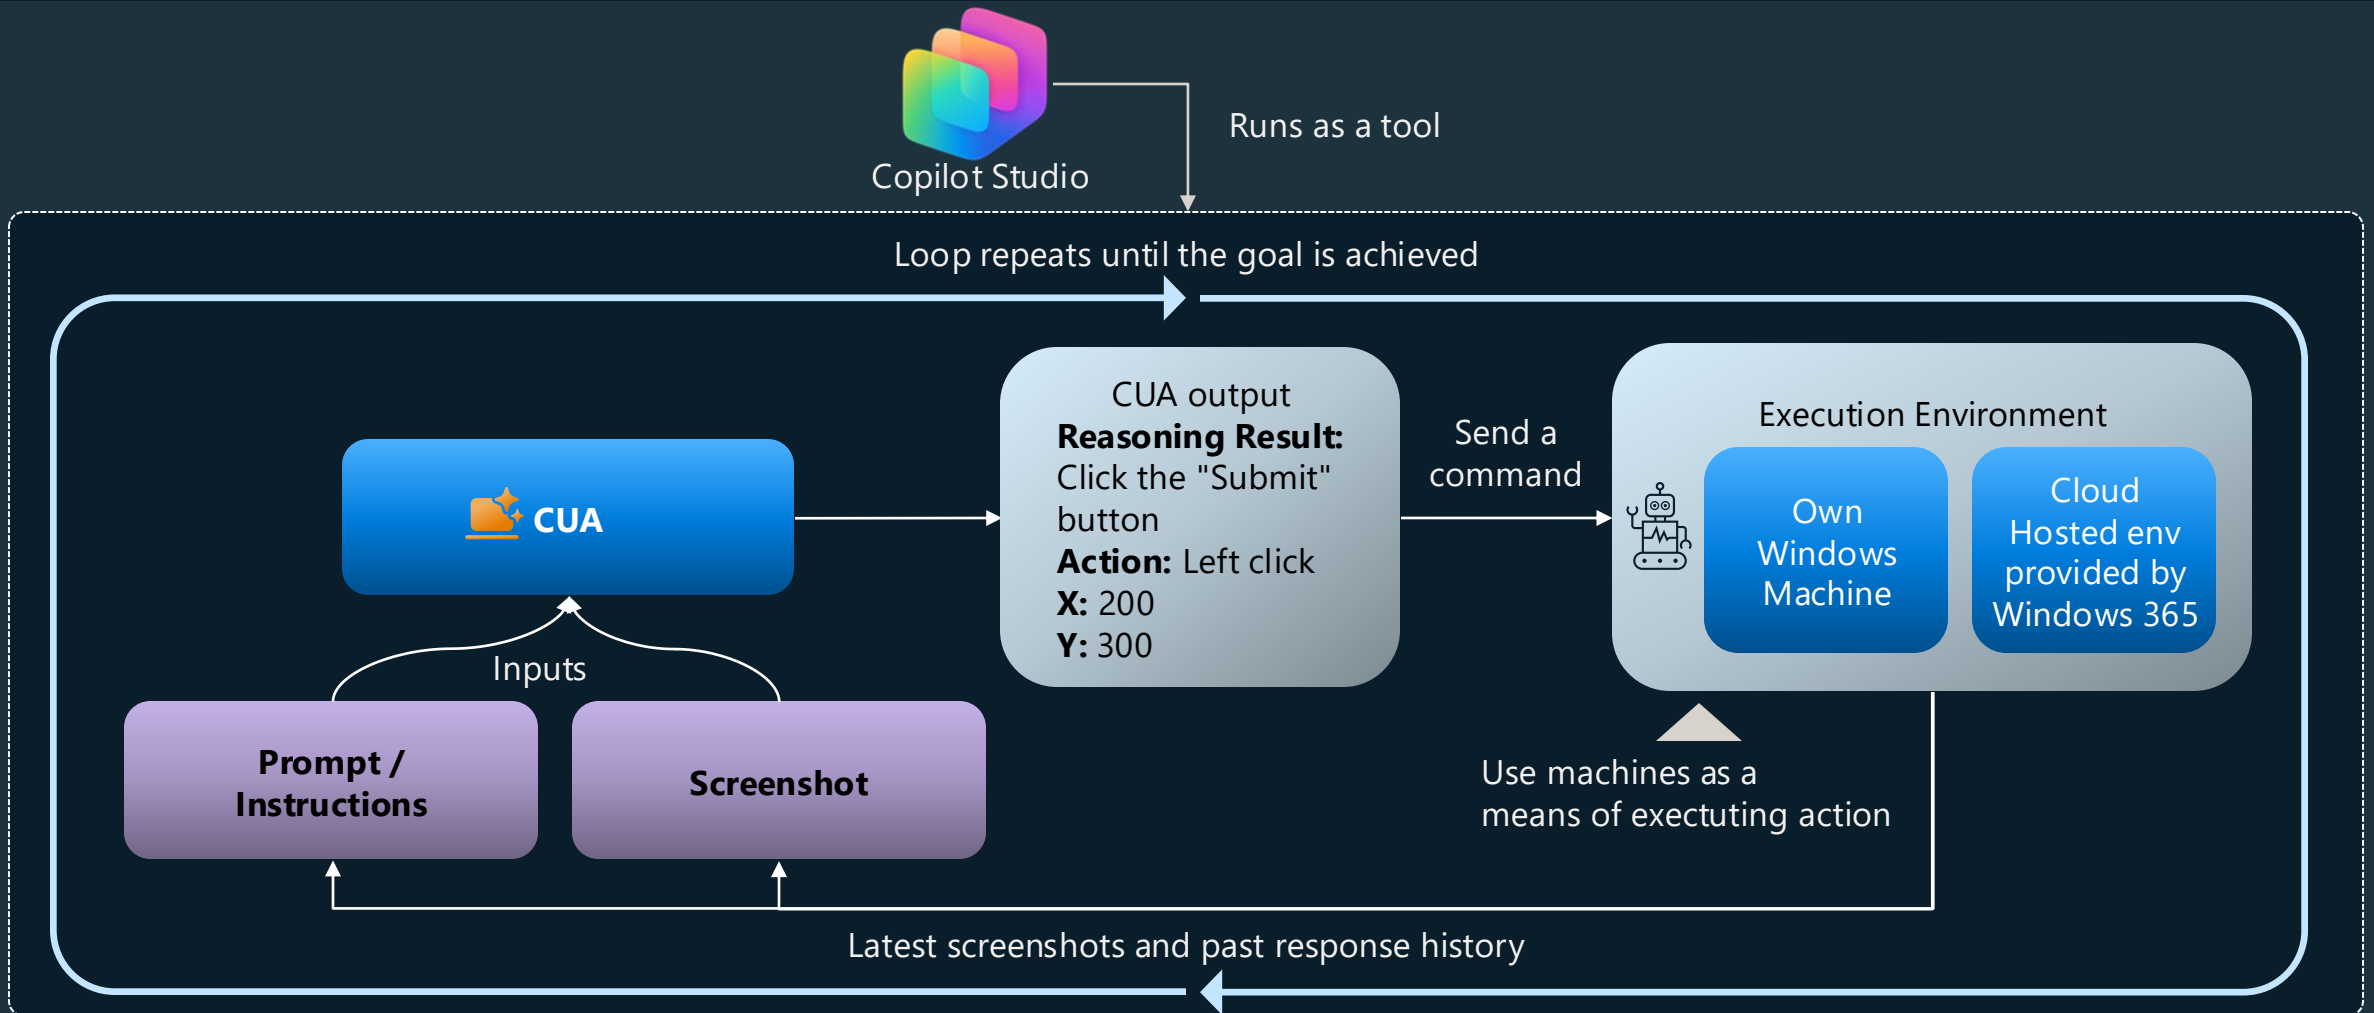 Copilot Studio
Runs as a tool
Loop repeats until the goal is achieved
CUA
Inputs
Prompt /
Instructions
Screenshot
CUA output
Reasoning Result:
Click the "Submit"
button
Action: Left click
X: 200
Y: 300
Send a
command
Execution Environment
Own
Windows
Machine
Cloud
Hosted env
provided by
Windows 365
Use machines as a
means of exectuting action
Latest screenshots and past response history